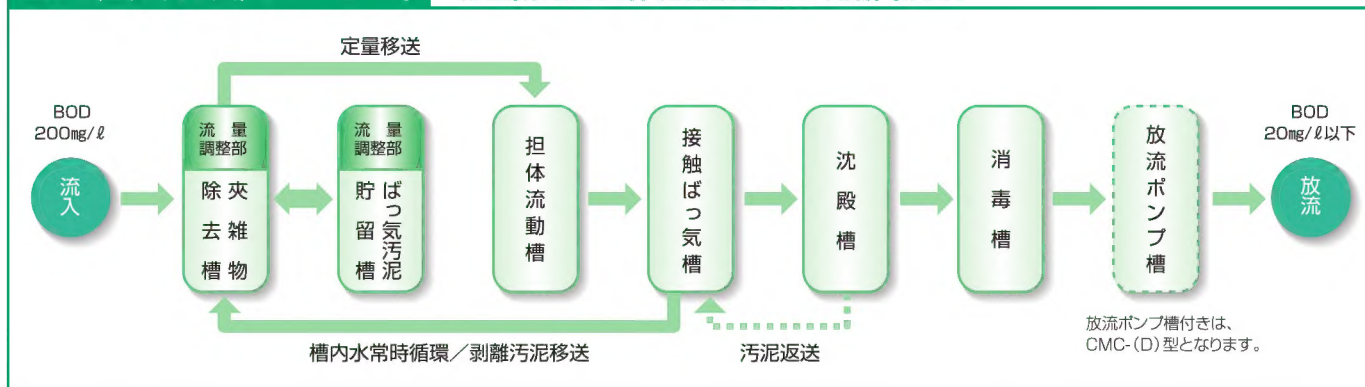 定量移送
BOD
200mg/ℓ
流入
流量
調整部
夾雑物
除去槽
流量
調整部
ばっ気汚泥
貯留槽
担体流動槽
接触ばっ気槽
沈殿槽
消毒槽
放流ポンプ槽
BOD
20mg/ℓ以下
放流
槽内水常時循環/剥離汚泥移送
汚泥返送
放流ポンプ槽付きは、
CMC-(D)型となります。